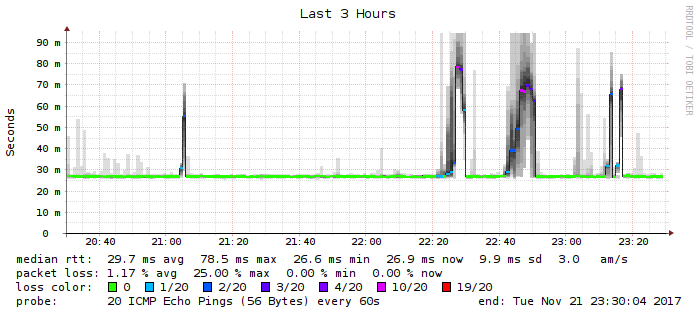 Last 3 Hours
RRDTOOL / TOBI OETIKER
Seconds
90 m
80 m
70 m
60 m
50 m
40 m
30 m
20 m
10 m
0
20:40 21:00 21:20 21:40 22:00 22:20 22:40 23:00 23:20
median rtt: 29.7 ms avg 78.5 ms max 26.6 ms min 26.9 ms now 9.9 ms sd 3.0 am/s
packet loss: 1.17 % avg 25.00 % max 0.00 % min 0.00 % now
loss color: 0 1/20 2/20 3/20 4/20 10/20 19/20
probe: 20 ICMP Echo Pings (56 Bytes) every 60s end: Tue Nov 21 23:30:04 2017